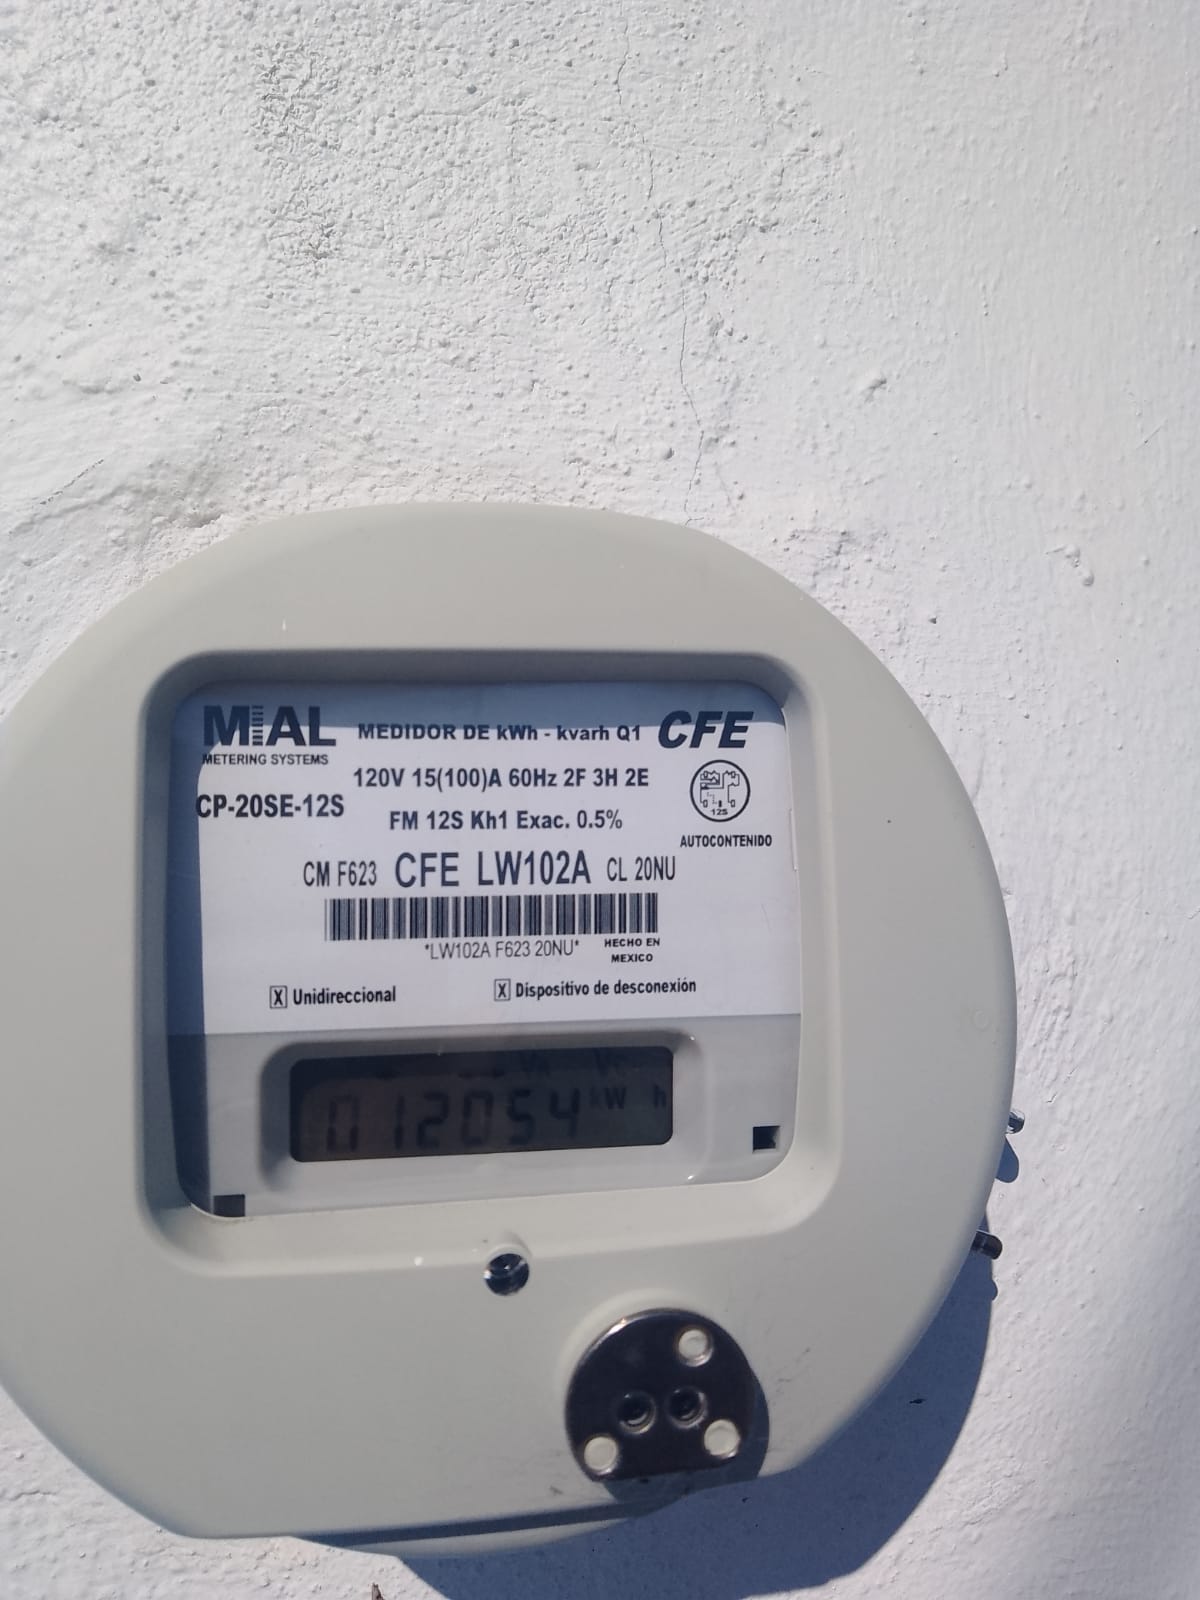 MIAL
METERING SYSTEMS
MEDIDOR DE kWh - kvarh Q1
CFE
120V 15(100)A 60Hz 2F 3H 2E
CP-20SE-12S
FM 12S Kh1 Exac. 0.5%
12S
AUTOCONTENIDO
CM F623 CFE LW102A CL 20NU
*LW102A F623 20NU*
HECHO EN
MEXICO
X Unidireccional
X Dispositivo de desconexión
012054 kW h